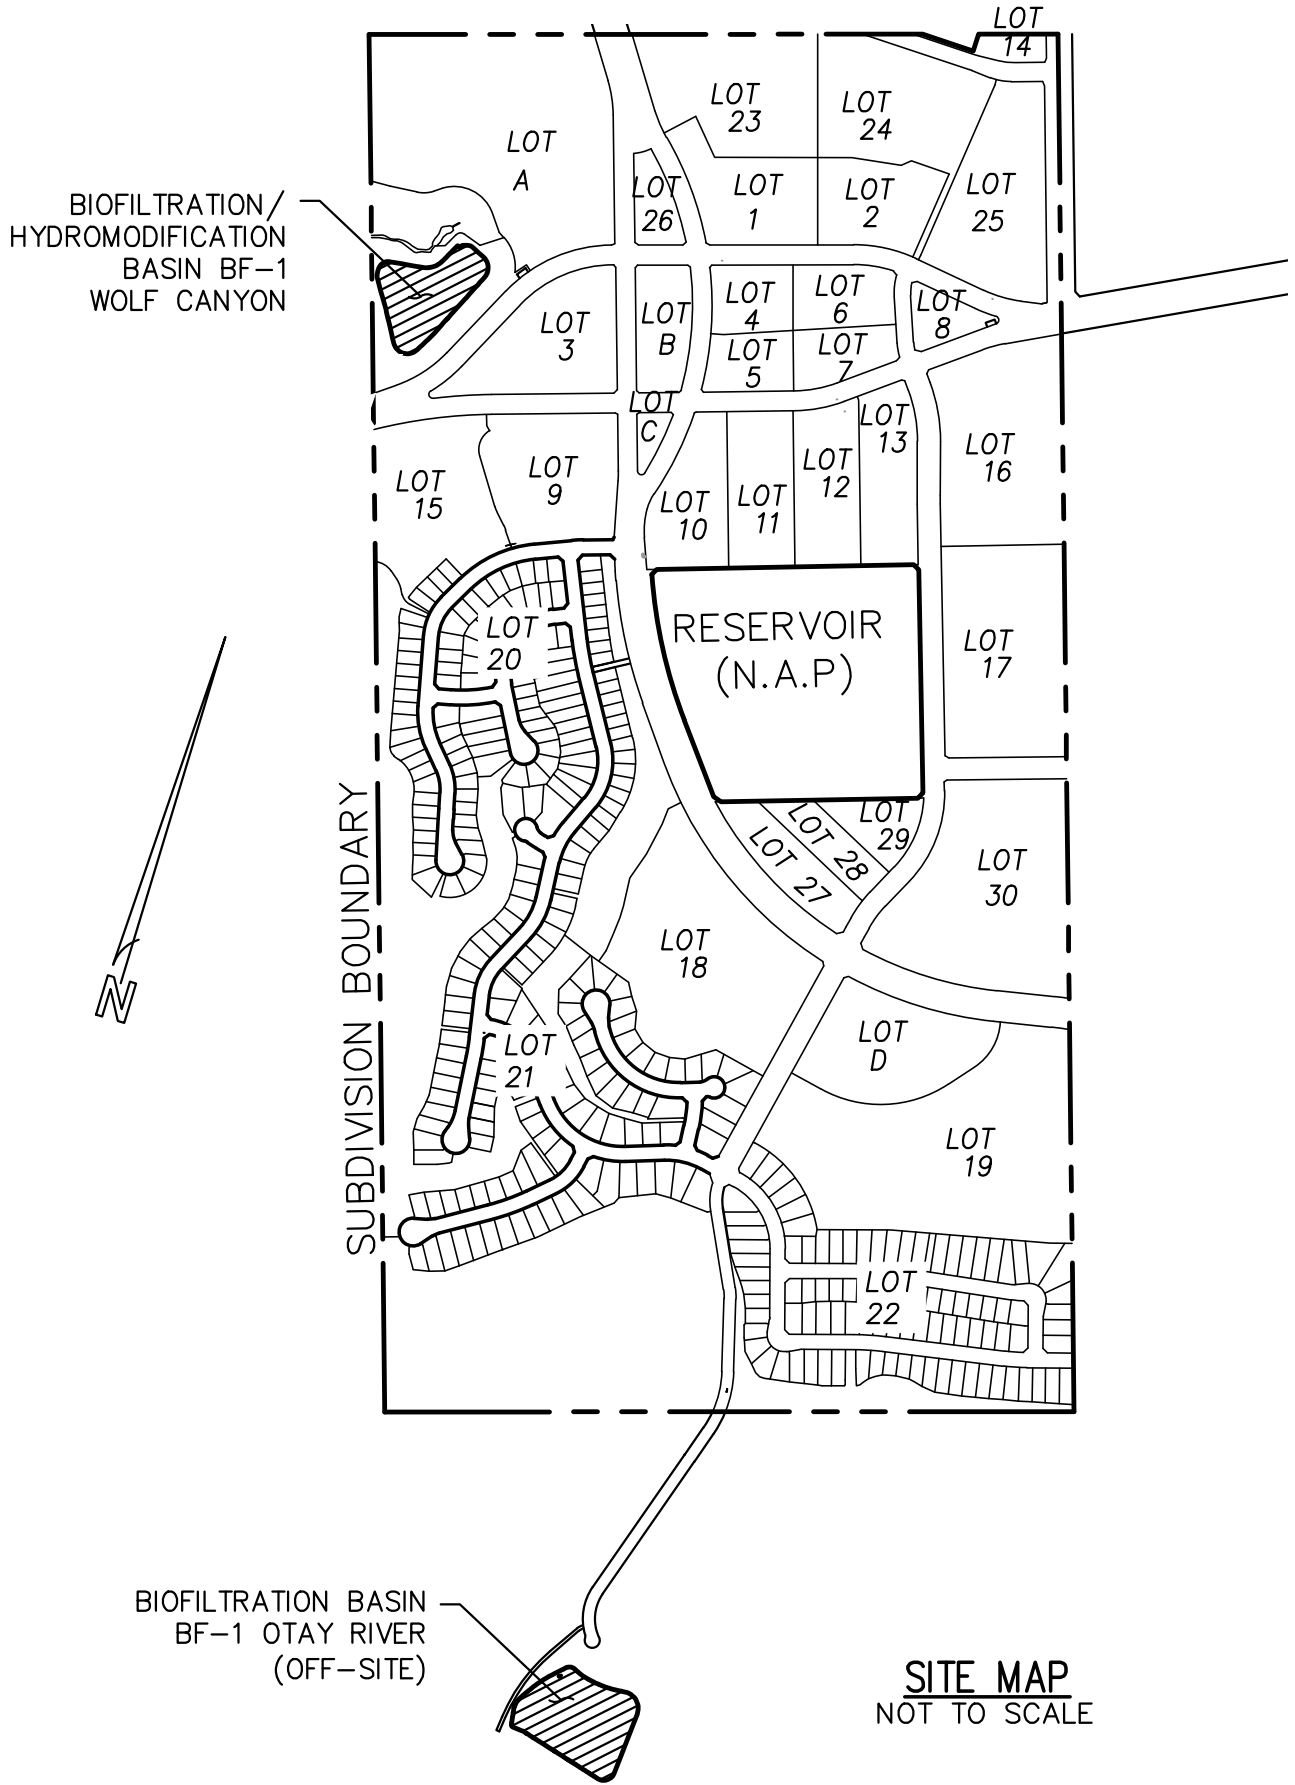 LOT
14
LOT
23
LOT
24
LOT
A
LOT
26
LOT
1
LOT
2
LOT
25
BIOFILTRATION/
HYDROMODIFICATION
BASIN BF-1
WOLF CANYON
LOT
3
LOT
B
LOT
4
LOT
6
LOT
8
LOT
5
LOT
7
LOT
C
LOT
13
LOT
15
LOT
9
LOT
10
LOT
11
LOT
12
LOT
16
RESERVOIR
(N.A.P)
LOT
20
LOT
17
SUBDIVISION BOUNDARY
LOT 27
LOT 28
LOT
29
LOT
30
LOT
18
N
LOT
21
LOT
D
LOT
19
LOT
22
BIOFILTRATION BASIN
BF-1 OTAY RIVER
(OFF-SITE)
SITE MAP
NOT TO SCALE